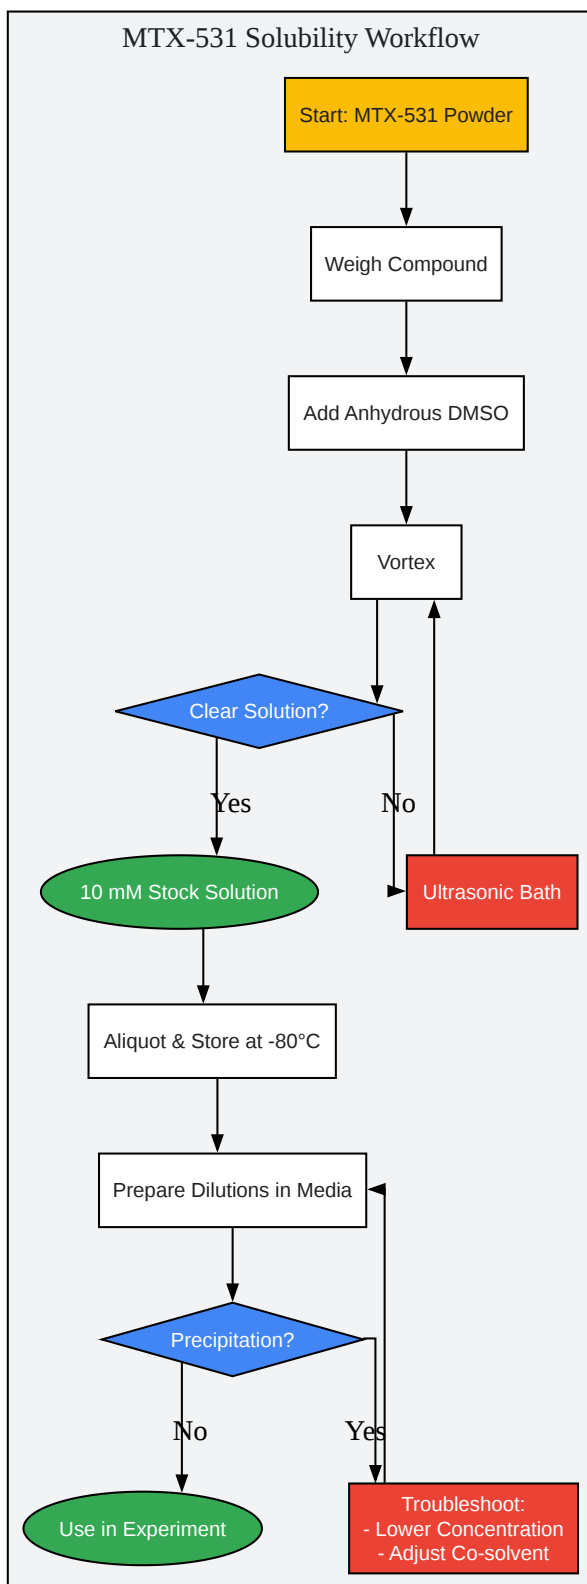 MTX-531 Solubility Workflow
Start: MTX-531 Powder
Weigh Compound
Add Anhydrous DMSO
Vortex
Clear Solution?
Yes
No
10 mM Stock Solution
Ultrasonic Bath
Aliquot & Store at -80°C
Prepare Dilutions in Media
Precipitation?
No
Yes
Use in Experiment
Troubleshoot:
- Lower Concentration
- Adjust Co-solvent